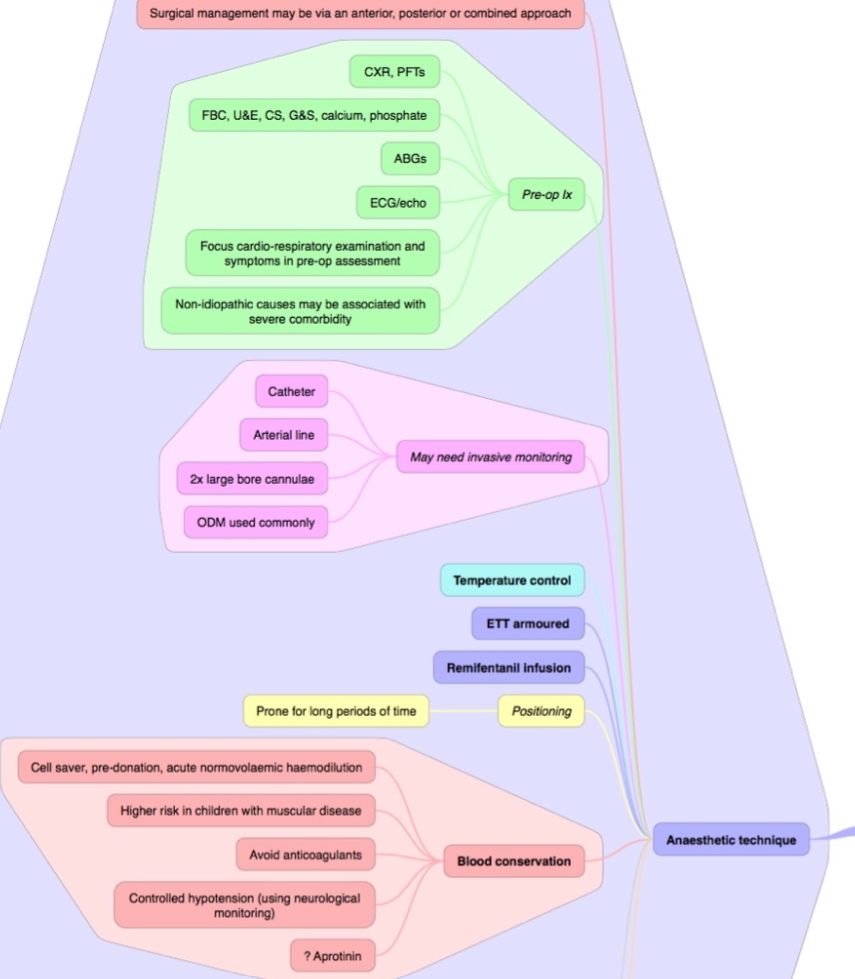 Surgical management may be via an anterior, posterior or combined approach
CXR, PFTs
FBC, U&E, CS, G&S, calcium, phosphate
ABGs
ECG/echo
Focus cardio-respiratory examination and
symptoms in pre-op assessment
Non-idiopathic causes may be associated with
severe comorbidity
Pre-op Ix
Catheter
Arterial line
2x large bore cannulae
ODM used commonly
May need invasive monitoring
Temperature control
ETT armoured
Remifentanil infusion
Prone for long periods of time
Positioning
Cell saver, pre-donation, acute normovolaemic haemodilution
Higher risk in children with muscular disease
Avoid anticoagulants
Controlled hypotension (using neurological
monitoring)
? Aprotinin
Blood conservation
Anaesthetic technique